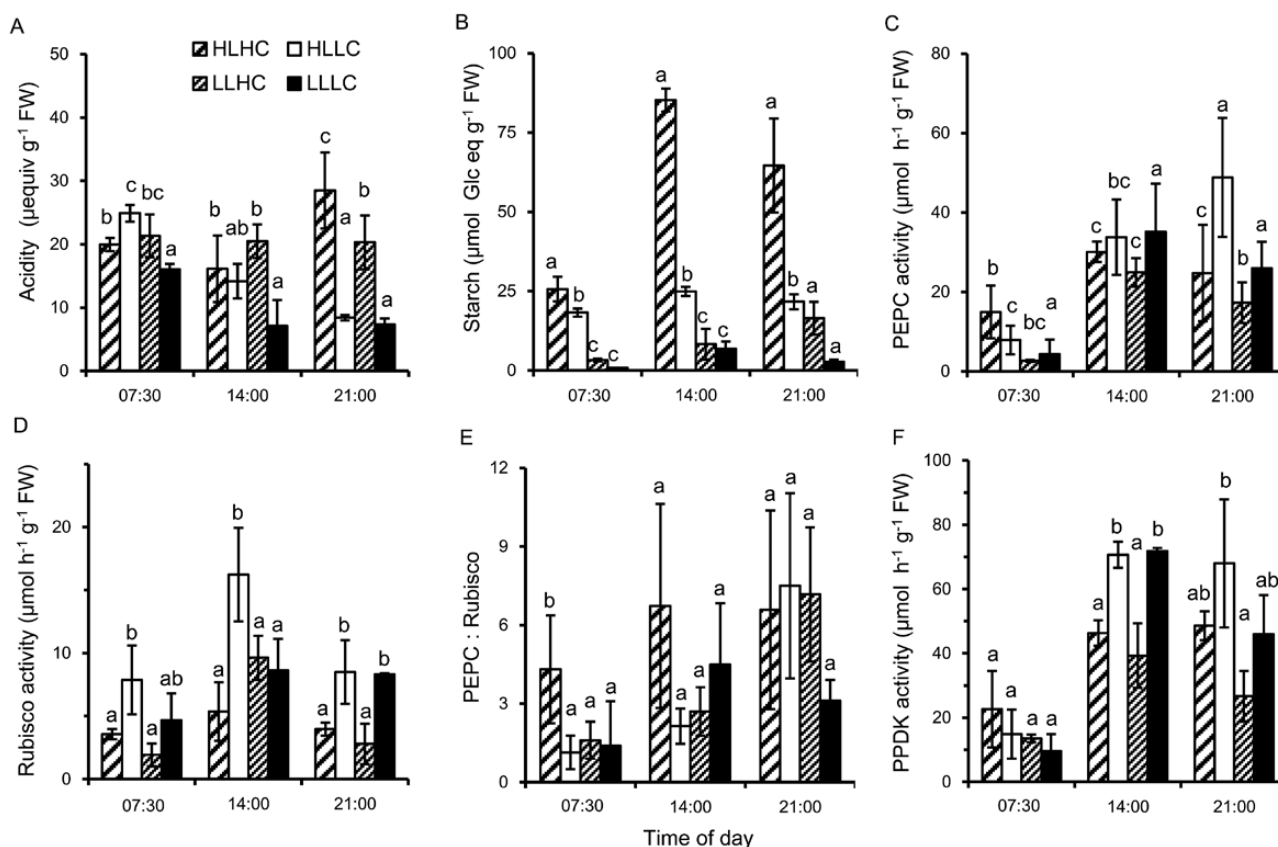 A
HLHC HLLC
LLHC LLLC
Acidity (µequiv g⁻¹ FW)
50
40
30
20
10
0
b c bc a
b ab b a
c a b a
07:30 14:00 21:00
B
Starch (µmol Glc eq g⁻¹ FW)
100
75
50
25
0
a b c c
a b c c
a b a a
07:30 14:00 21:00
C
PEPC activity (µmol h⁻¹ g⁻¹ FW)
80
60
40
20
0
b c bc a
c bc c a
c a b a
07:30 14:00 21:00
D
Rubisco activity (µmol h⁻¹ g⁻¹ FW)
20
10
0
a b a ab
a b a a
a b a b
07:30 14:00 21:00
E
PEPC : Rubisco
12
9
6
3
0
b a a a
a a a a
a a a a
07:30 14:00 21:00
Time of day
F
PPDK activity (µmol h⁻¹ g⁻¹ FW)
100
80
60
40
20
0
a a a a
a b a b
ab b a ab
07:30 14:00 21:00